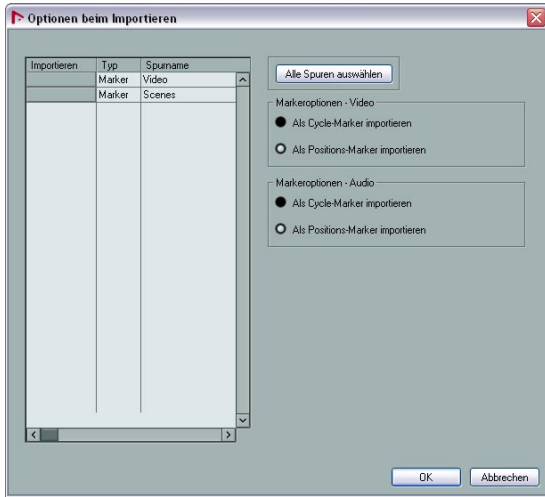 Optionen beim Importieren
Importieren Typ Spurname
Marker Video
Marker Scenes
Alle Spuren auswählen
Markeroptionen - Video
Als Cycle-Marker importieren
Als Positions-Marker importieren
Markeroptionen - Audio
Als Cycle-Marker importieren
Als Positions-Marker importieren
OK Abbrechen